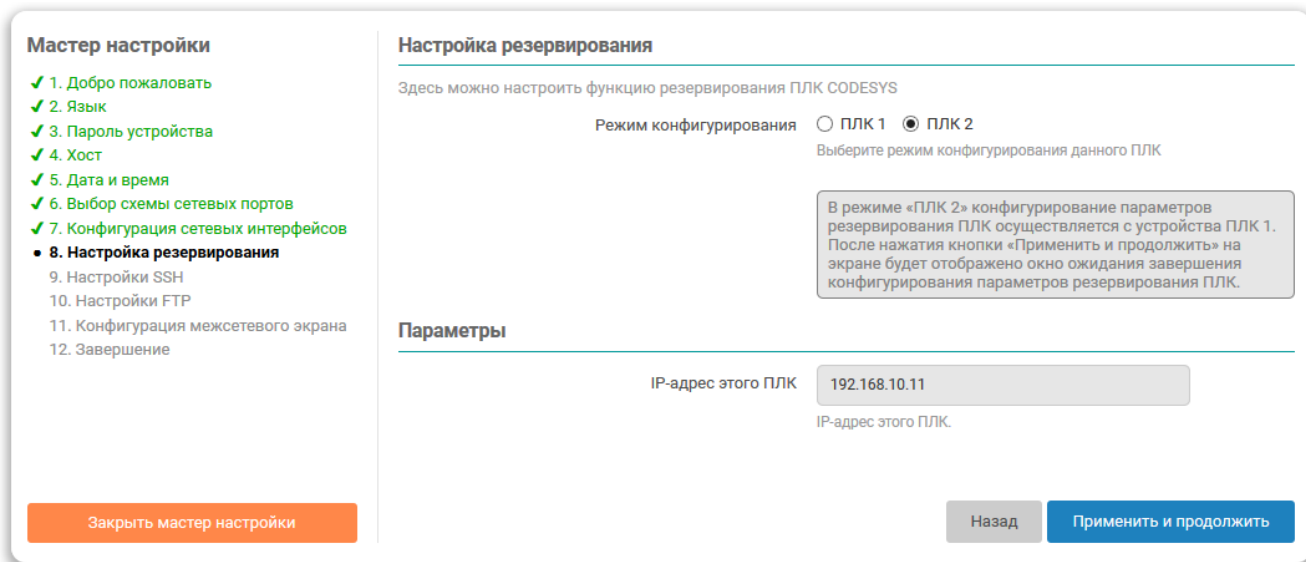 Мастер настройки
✔ 1. Добро пожаловать
✔ 2. Язык
✔ 3. Пароль устройства
✔ 4. Хост
✔ 5. Дата и время
✔ 6. Выбор схемы сетевых портов
✔ 7. Конфигурация сетевых интерфейсов
• 8. Настройка резервирования
9. Настройки SSH
10. Настройки FTP
11. Конфигурация межсетевого экрана
12. Завершение
Закрыть мастер настройки
Настройка резервирования
Здесь можно настроить функцию резервирования ПЛК CODESYS
Режим конфигурирования ПЛК 1 ПЛК 2
Выберите режим конфигурирования данного ПЛК
В режиме «ПЛК 2» конфигурирование параметров
резервирования ПЛК осуществляется с устройства ПЛК 1.
После нажатия кнопки «Применить и продолжить» на
экране будет отображено окно ожидания завершения
конфигурирования параметров резервирования ПЛК.
Параметры
IP-адрес этого ПЛК 192.168.10.11
IP-адрес этого ПЛК.
Назад Применить и продолжить